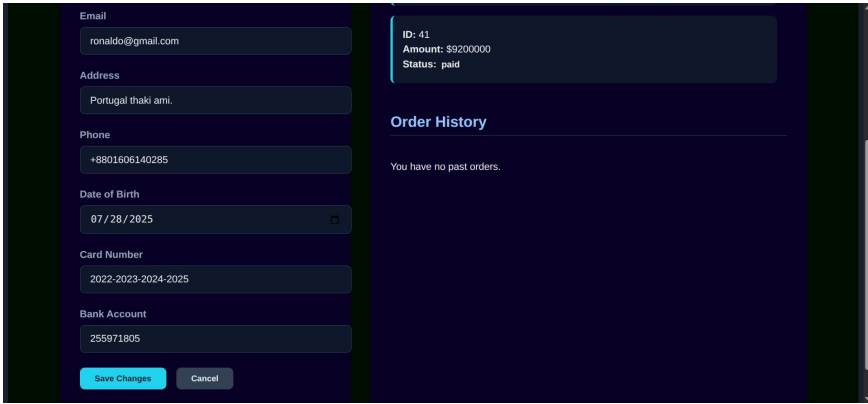 Email
ronaldo@gmail.com
Address
Portugal thaki ami.
Phone
+8801606140285
Date of Birth
07/28/2025
Card Number
2022-2023-2024-2025
Bank Account
255971805
Save Changes Cancel
ID: 41
Amount: $9200000
Status: paid
Order History
You have no past orders.